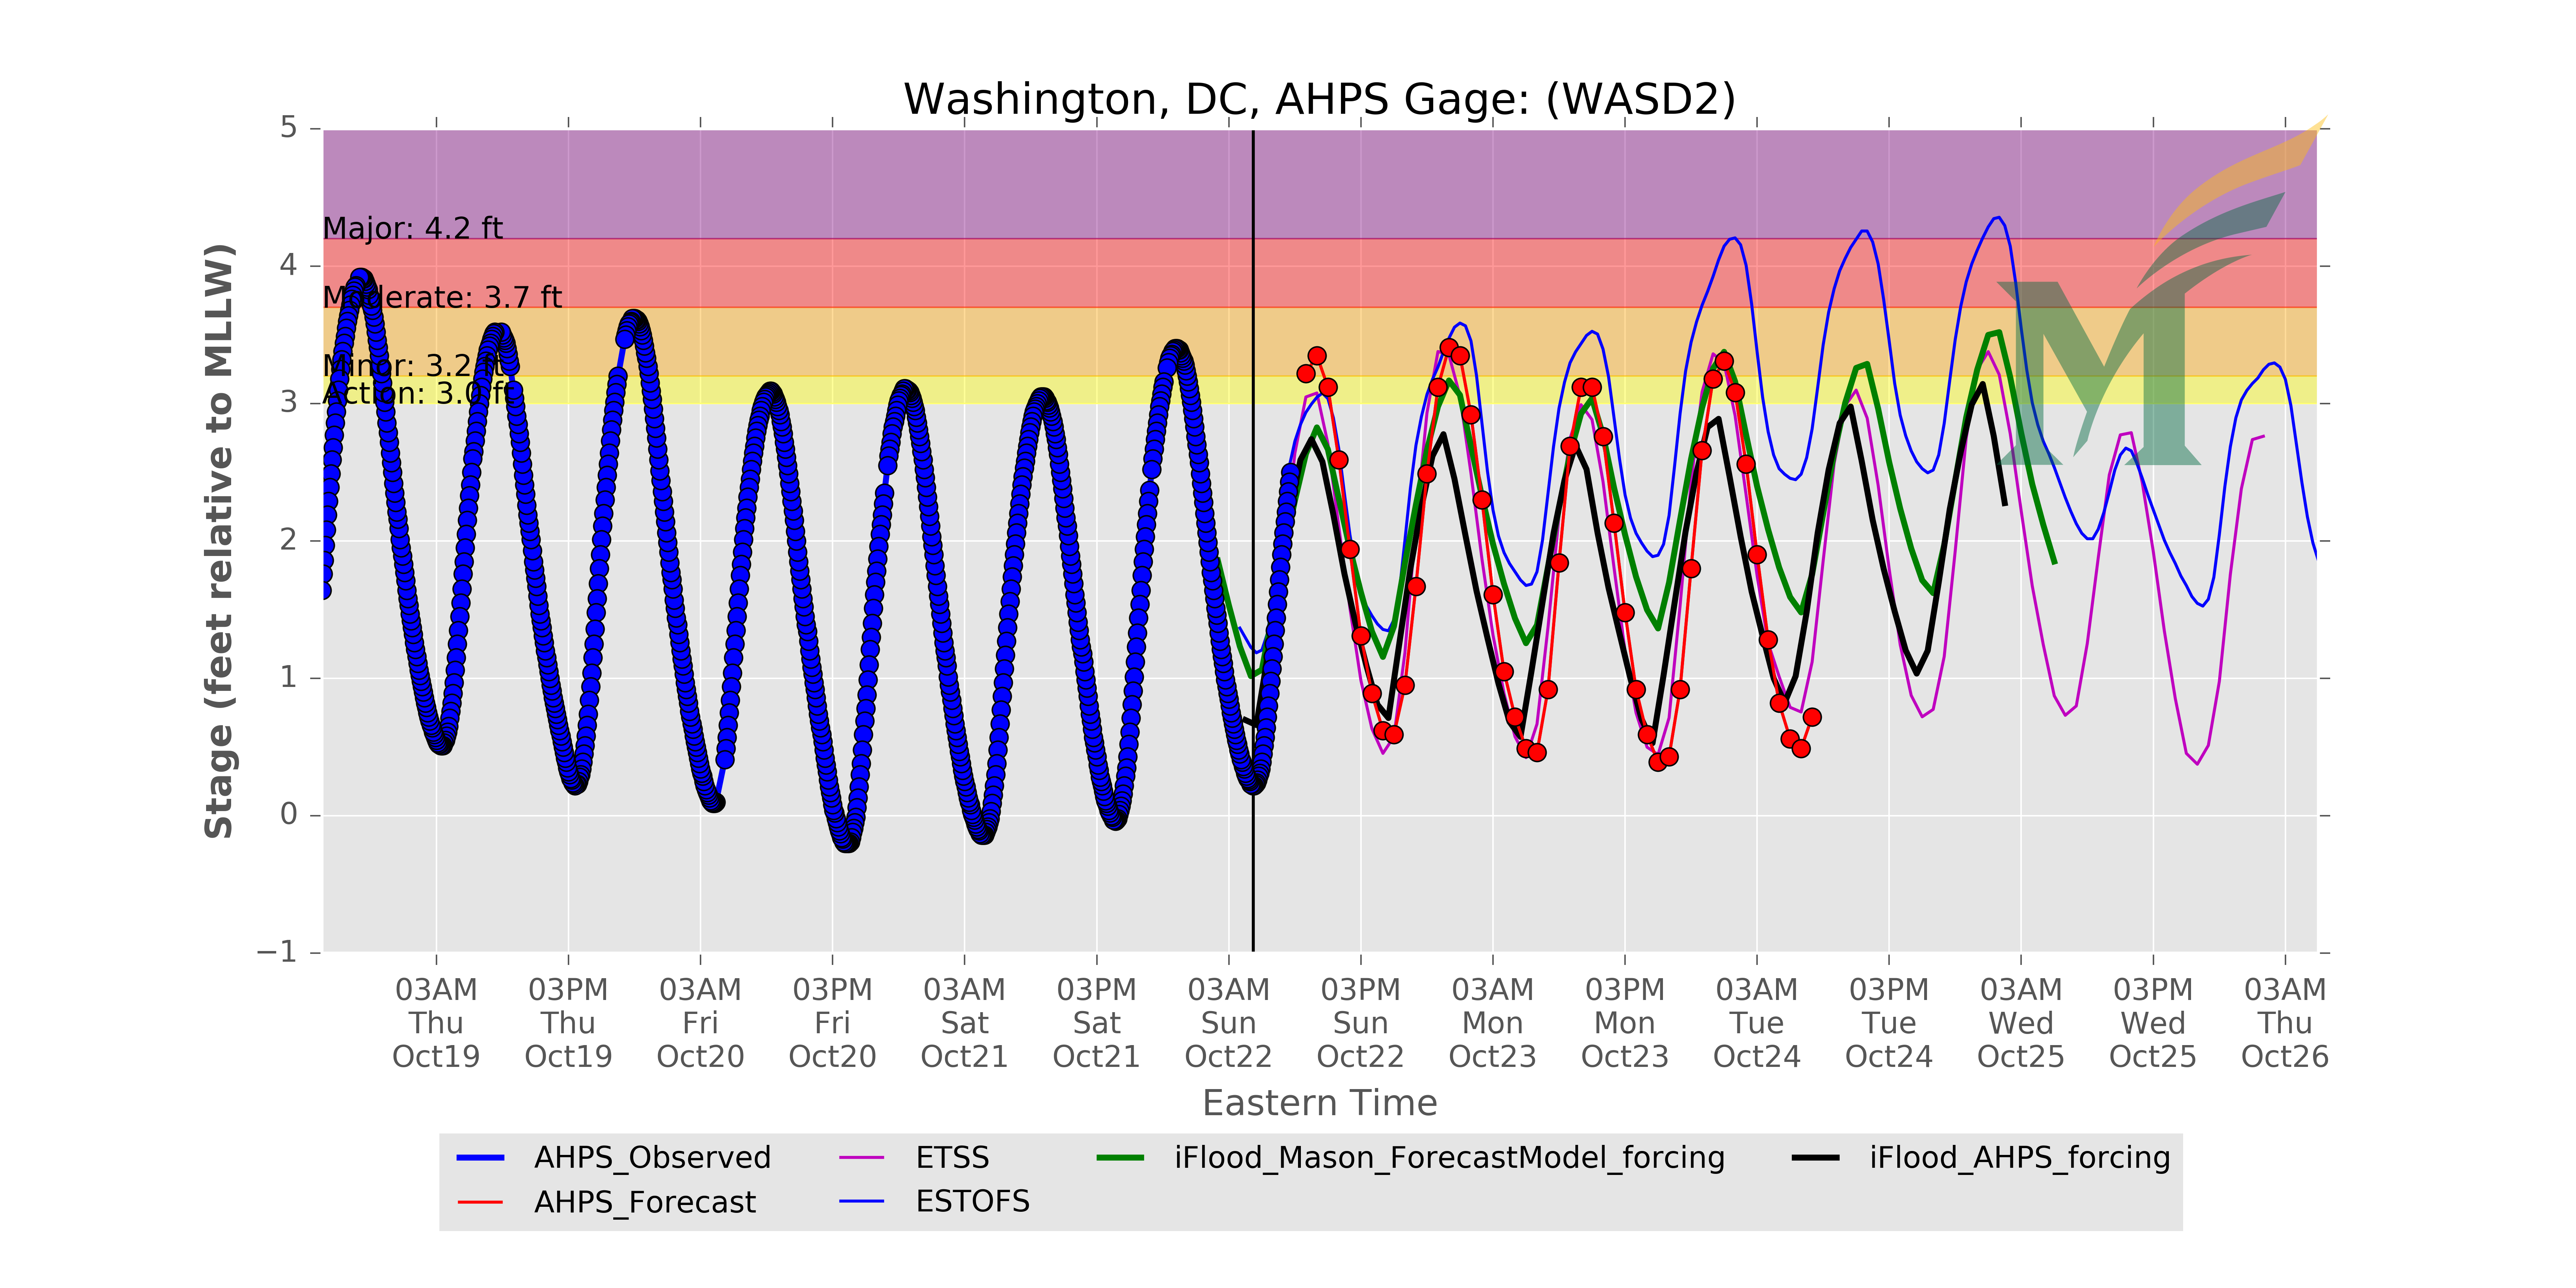 Washington, DC, AHPS Gage: (WASD2)
5
4
3
2
1
0
−1
Stage (feet relative to MLLW)
Major: 4.2 ft
Moderate: 3.7 ft
Minor: 3.2 ft
Action: 3.0 ft
M
03AM 03PM 03AM 03PM 03AM 03PM 03AM 03PM 03AM 03PM 03AM 03PM 03AM 03PM 03AM
Thu Thu Fri Fri Sat Sat Sun Sun Mon Mon Tue Tue Wed Wed Thu
Oct19 Oct19 Oct20 Oct20 Oct21 Oct21 Oct22 Oct22 Oct23 Oct23 Oct24 Oct24 Oct25 Oct25 Oct26
Eastern Time
AHPS_Observed ETSS iFlood_Mason_ForecastModel_forcing iFlood_AHPS_forcing
AHPS_Forecast ESTOFS